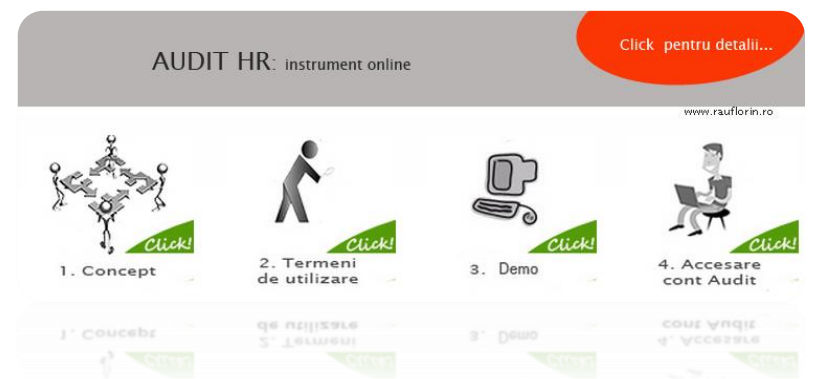 AUDIT HR: instrument online
Click pentru detalii...
www.rauflorin.ro
Click!
Click!
Click!
Click!
1. Concept
2. Termeni
de utilizare
3. Demo
4. Accesare
cont Audit